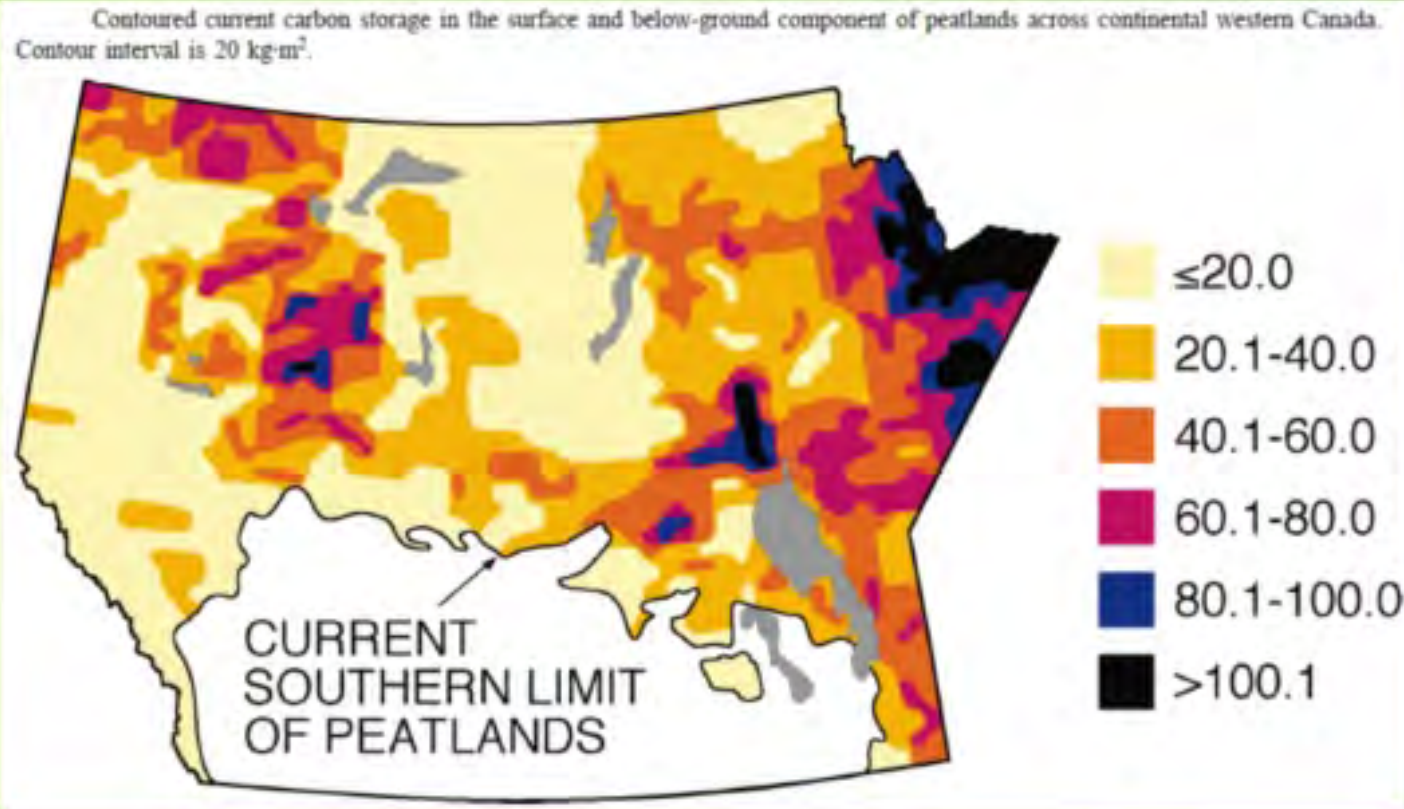 Contoured current carbon storage in the surface and below-ground component of peatlands across continental western Canada.
Contour interval is 20 kg·m².
≤20.0
20.1-40.0
40.1-60.0
60.1-80.0
80.1-100.0
>100.1
CURRENT
SOUTHERN LIMIT
OF PEATLANDS